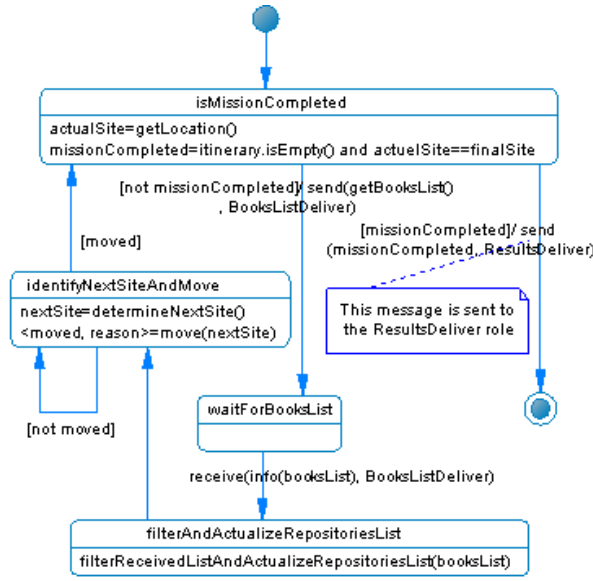 isMissionCompleted
actualSite=getLocation()
missionCompleted=itinerary.isEmpty() and actuelSite==finalSite
[not missionCompleted]/ send(getBooksList()
, BooksListDeliver)
[missionCompleted]/ send
(missionCompleted, ResultsDeliver)
[moved]
identifyNextSiteAndMove
nextSite=determineNextSite()
<moved, reason>=move(nextSite)
This message is sent to
the ResultsDeliver role
[not moved]
waitForBooksList
receive(info(booksList), BooksListDeliver)
filterAndActualizeRepositoriesList
filterReceivedListAndActualizeRepositoriesList(booksList)